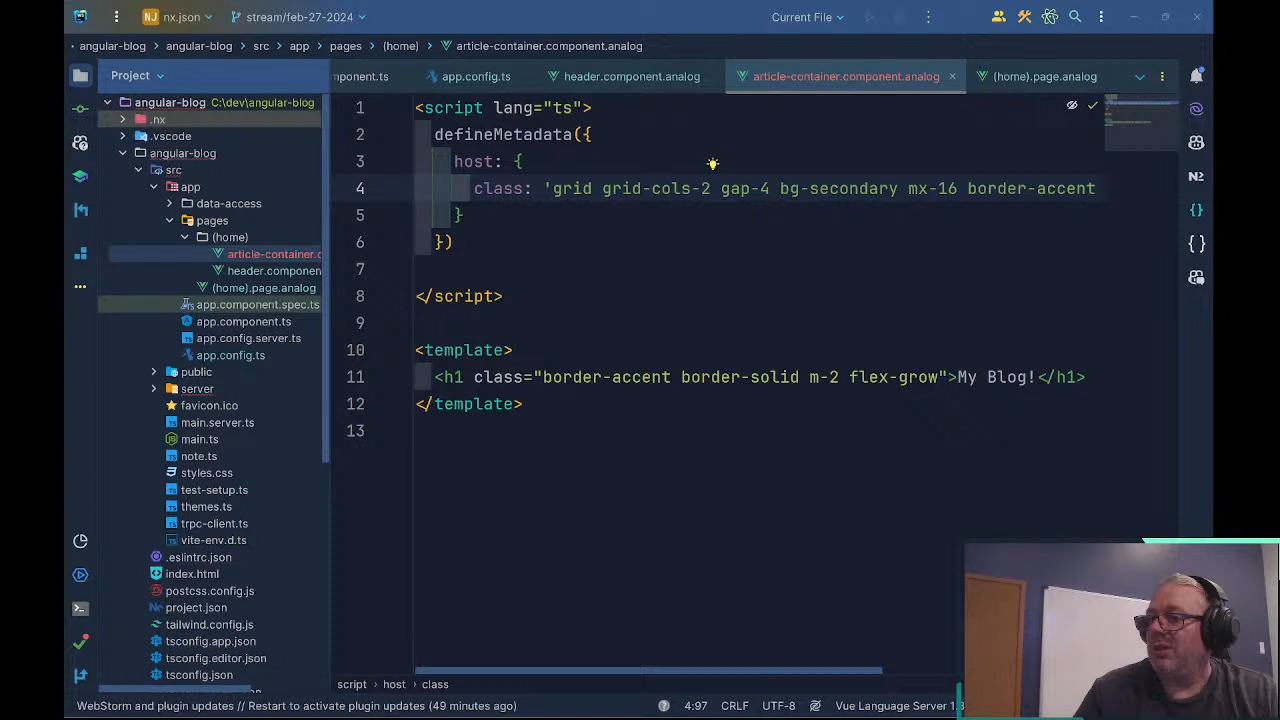 NJ nx.json
stream/feb-27-2024
Current File
angular-blog
angular-blog
src
app
pages
(home)
article-container.component.analog
Project
mponent.ts
app.config.ts
header.component.analog
article-container.component.analog
(home).page.analog
angular-blog C:\dev\angular-blog
.nx
.vscode
angular-blog
src
app
data-access
pages
(home)
article-container.c
header.componen
(home).page.analog
app.component.spec.ts
app.component.ts
app.config.server.ts
app.config.ts
public
server
favicon.ico
main.server.ts
main.ts
note.ts
styles.css
test-setup.ts
themes.ts
trpc-client.ts
vite-env.d.ts
.eslintrc.json
index.html
postcss.config.js
project.json
tailwind.config.js
tsconfig.app.json
tsconfig.editor.json
tsconfig.json
1 <script lang="ts">
2 defineMetadata({
3 host: {
4 class: 'grid grid-cols-2 gap-4 bg-secondary mx-16 border-accent
5 }
6 })
7
8 </script>
9
10 <template>
11 <h1 class="border-accent border-solid m-2 flex-grow">My Blog!</h1>
12 </template>
13
N2
script
host
class
WebStorm and plugin updates // Restart to activate plugin updates (49 minutes ago)
4:97
CRLF
UTF-8
Vue Language Server 1.8